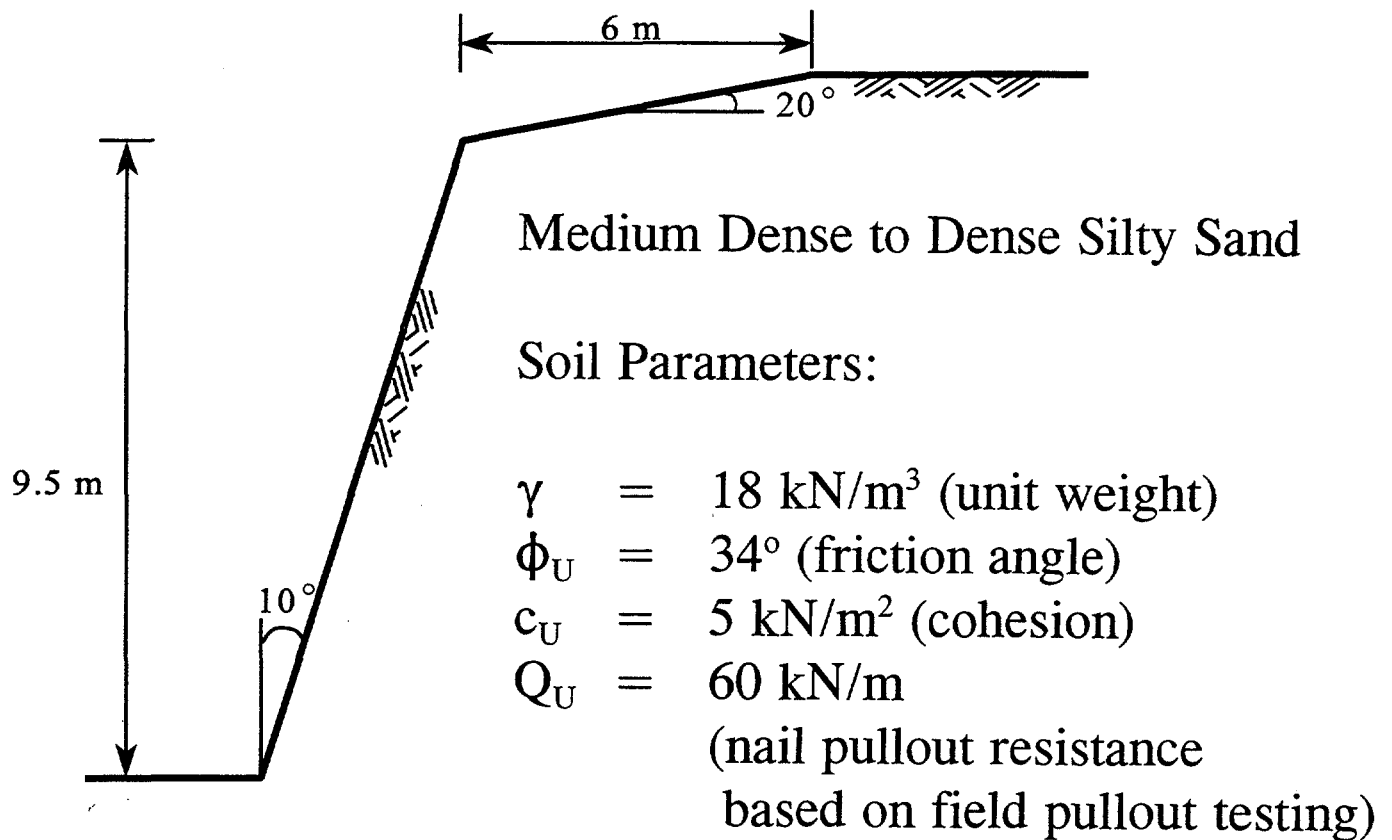 6 m
20°
Medium Dense to Dense Silty Sand
Soil Parameters:
9.5 m
γ = 18 kN/m³ (unit weight)
ϕU = 34° (friction angle)
10°
cU = 5 kN/m² (cohesion)
QU = 60 kN/m
(nail pullout resistance
based on field pullout testing)